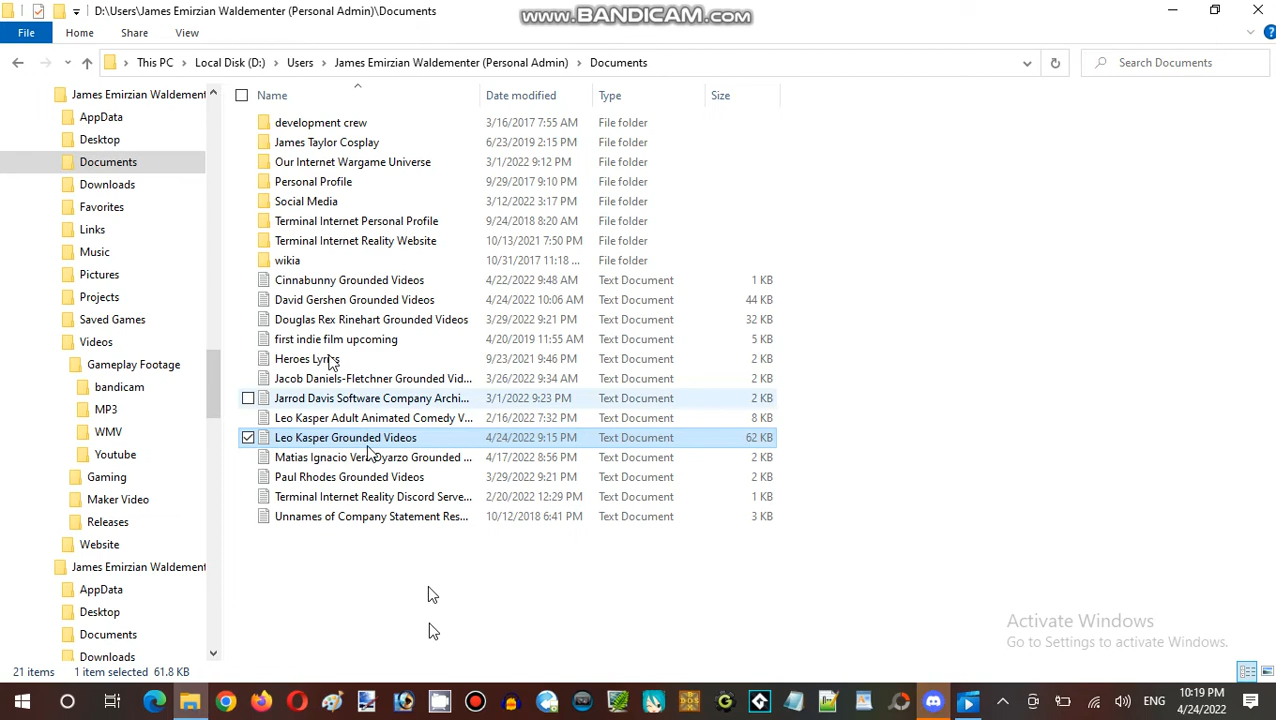 D:\Users\James Emirzian Waldementer (Personal Admin)\Documents
www.BANDICAM.com
File Home Share View
This PC Local Disk (D:) Users James Emirzian Waldementer (Personal Admin) Documents
Search Documents
Name Date modified Type Size
James Emirzian Waldement
AppData
Desktop
Documents
Downloads
Favorites
Links
Music
Pictures
Projects
Saved Games
Videos
Gameplay Footage
bandicam
MP3
WMV
Youtube
Gaming
Maker Video
Releases
Website
James Emirzian Waldement
AppData
Desktop
Documents
Downloads
development crew 3/16/2017 7:55 AM File folder
James Taylor Cosplay 6/23/2019 2:15 PM File folder
Our Internet Wargame Universe 3/1/2022 9:12 PM File folder
Personal Profile 9/29/2017 9:10 PM File folder
Social Media 3/12/2022 3:17 PM File folder
Terminal Internet Personal Profile 9/24/2018 8:20 AM File folder
Terminal Internet Reality Website 10/13/2021 7:50 PM File folder
wikia 10/31/2017 11:18 ... File folder
Cinnabunny Grounded Videos 4/22/2022 9:48 AM Text Document 1 KB
David Gershen Grounded Videos 4/24/2022 10:06 AM Text Document 44 KB
Douglas Rex Rinehart Grounded Videos 3/29/2022 9:21 PM Text Document 32 KB
first indie film upcoming 4/20/2019 11:55 AM Text Document 5 KB
Heroes Lyrics 9/23/2021 9:46 PM Text Document 2 KB
Jacob Daniels-Fletchner Grounded Vid... 3/26/2022 9:34 AM Text Document 2 KB
Jarrod Davis Software Company Archi... 3/1/2022 9:23 PM Text Document 2 KB
Leo Kasper Adult Animated Comedy V... 2/16/2022 7:32 PM Text Document 8 KB
Leo Kasper Grounded Videos 4/24/2022 9:15 PM Text Document 62 KB
Matias Ignacio Vera Oyarzo Grounded ... 4/17/2022 8:56 PM Text Document 2 KB
Paul Rhodes Grounded Videos 3/29/2022 9:21 PM Text Document 2 KB
Terminal Internet Reality Discord Serve... 2/20/2022 12:29 PM Text Document 1 KB
Unnames of Company Statement Res... 10/12/2018 6:41 PM Text Document 3 KB
Activate Windows
Go to Settings to activate Windows.
21 items 1 item selected 61.8 KB
ENG
10:19 PM
4/24/2022